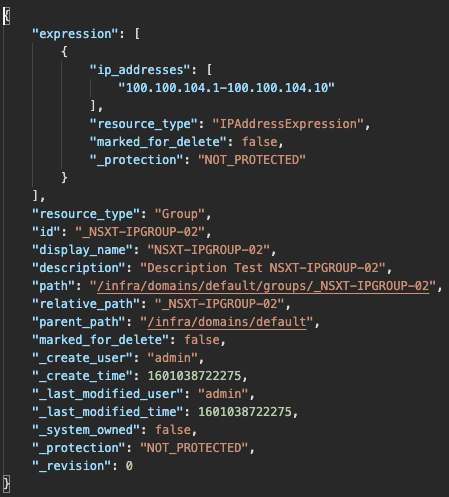 {
    "expression": [
        {
            "ip_addresses": [
                "100.100.104.1-100.100.104.10"
            ],
            "resource_type": "IPAddressExpression",
            "marked_for_delete": false,
            "_protection": "NOT_PROTECTED"
        }
    ],
    "resource_type": "Group",
    "id": "_NSXT-IPGROUP-02",
    "display_name": "NSXT-IPGROUP-02",
    "description": "Description Test NSXT-IPGROUP-02",
    "path": "/infra/domains/default/groups/_NSXT-IPGROUP-02",
    "relative_path": "_NSXT-IPGROUP-02",
    "parent_path": "/infra/domains/default",
    "marked_for_delete": false,
    "_create_user": "admin",
    "_create_time": 1601038722275,
    "_last_modified_user": "admin",
    "_last_modified_time": 1601038722275,
    "_system_owned": false,
    "_protection": "NOT_PROTECTED",
    "_revision": 0
}